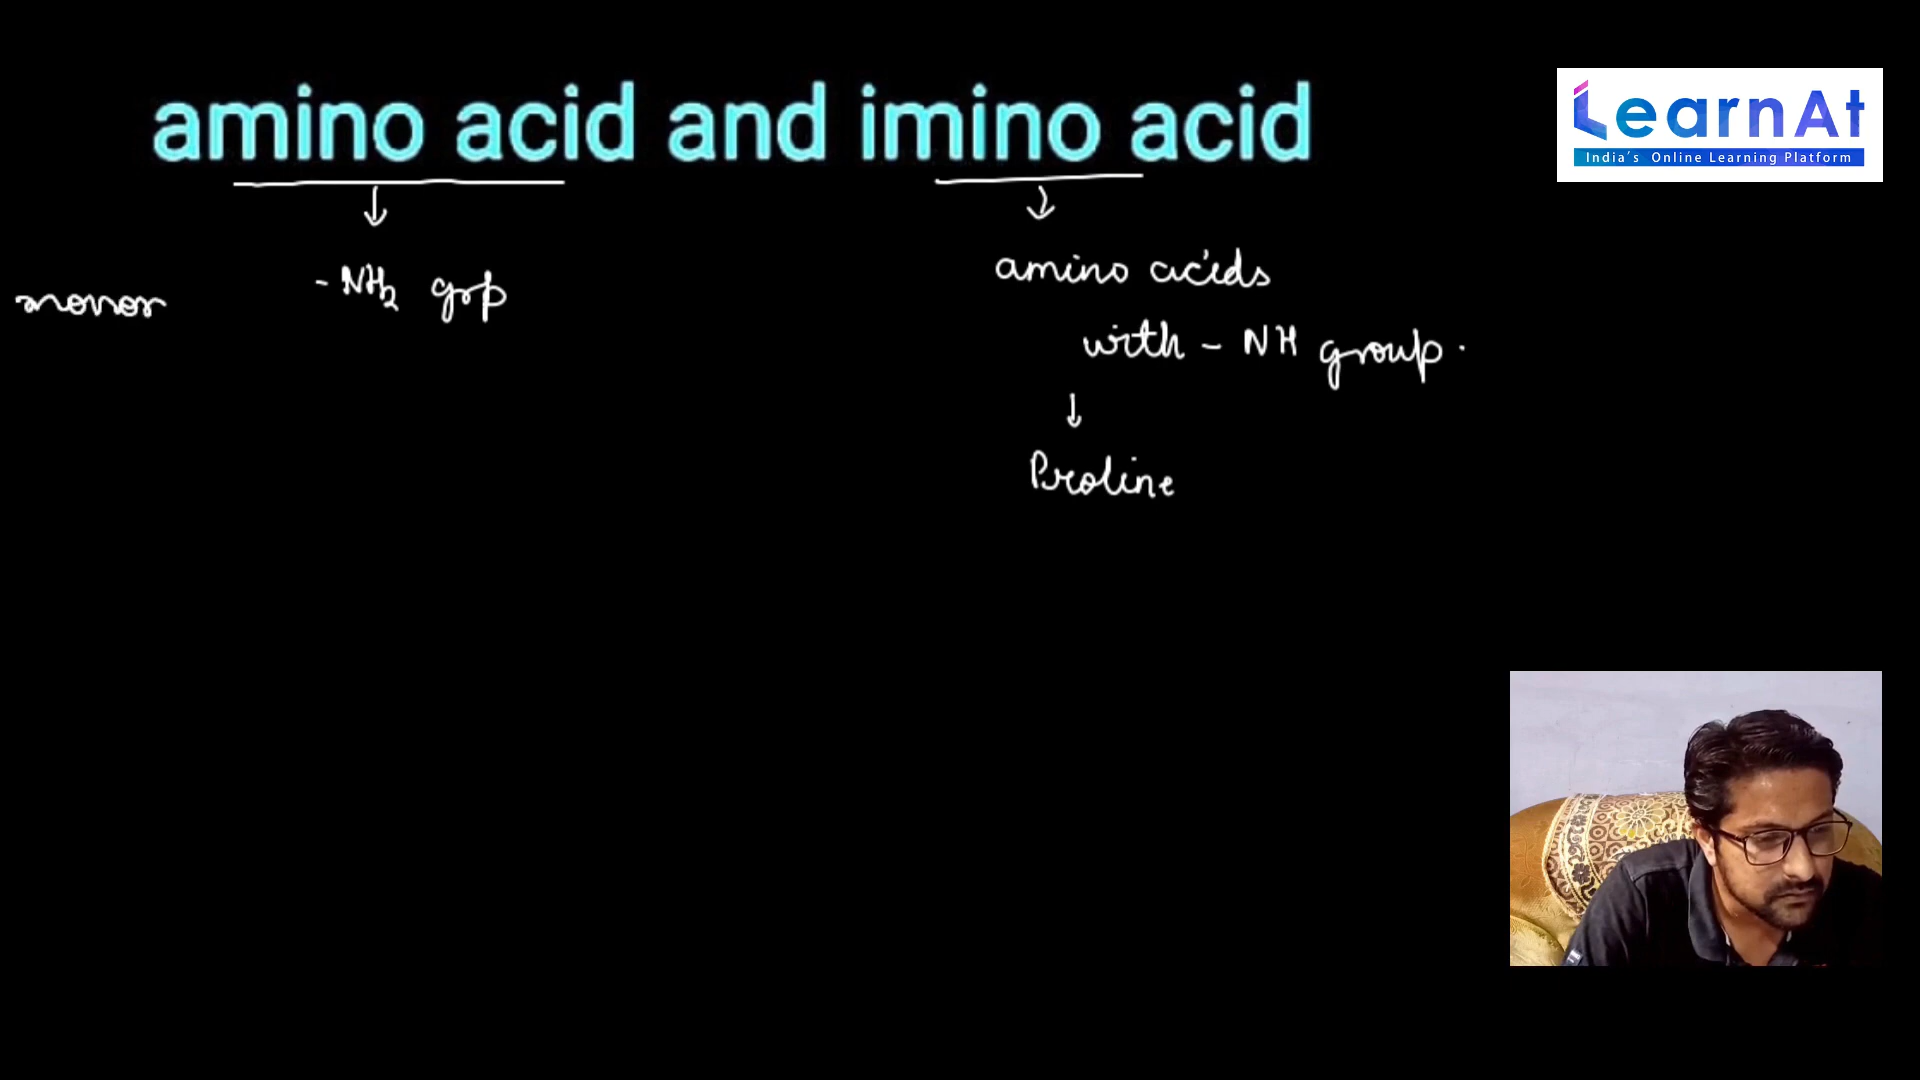 amino acid and imino acid
LearnAt
India's Online Learning Platform
-NH2 grp
amino acids
with - NH group.
Proline